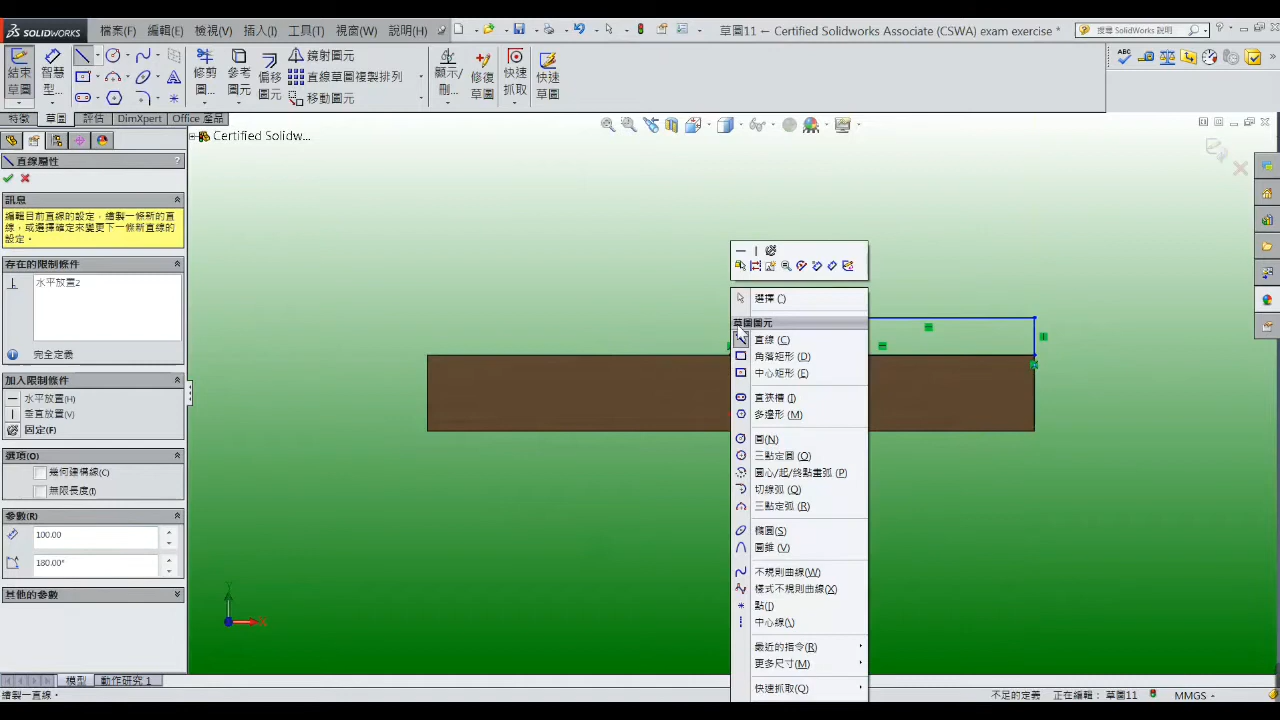 SOLIDWORKS 檔案(F) 編輯(E) 檢視(V) 插入(I) 工具(T) 視窗(W) 說明(L) 草圖11 – Certified Solidworks Associate (CSWA) exam exercise * 搜尋 SolidWorks 說明
結束草圖
智慧型...
修剪圖...
參考圖元
偏移圖元
鏡射圖元
直線草圖複製排列
移動圖元
顯示/刪...
修復草圖
快速抓取
快速草圖
特徵 草圖 評估 DimXpert Office 產品
Certified Solidw...
直線屬性 ?
訊息
編輯目前直線的設定，繪製一條新的直
線，或選擇確定來變更下一條新直線的
設定。
存在的限制條件
水平放置2
完全定義
加入限制條件
水平放置(H)
垂直放置(V)
固定(F)
選項(O)
幾何建構線(C)
無限長度(I)
參數(R)
100.00
180.00°
其他的參數
選擇 (')
草圖圖元
直線 (C)
角落矩形 (D)
中心矩形 (E)
直狹槽 (I)
多邊形 (M)
圓(N)
三點定圓 (O)
圓心/起/終點畫弧 (P)
切線弧 (Q)
三點定弧 (R)
橢圓(S)
圓錐 (V)
不規則曲線(W)
樣式不規則曲線(X)
點(\[)
中心線(\\)
最近的指令(R)
更多尺寸(M)
快速抓取(Q)
Y
X
模型 動作研究 1
繪製一直線。 不足的定義 正在編輯: 草圖11 MMGS